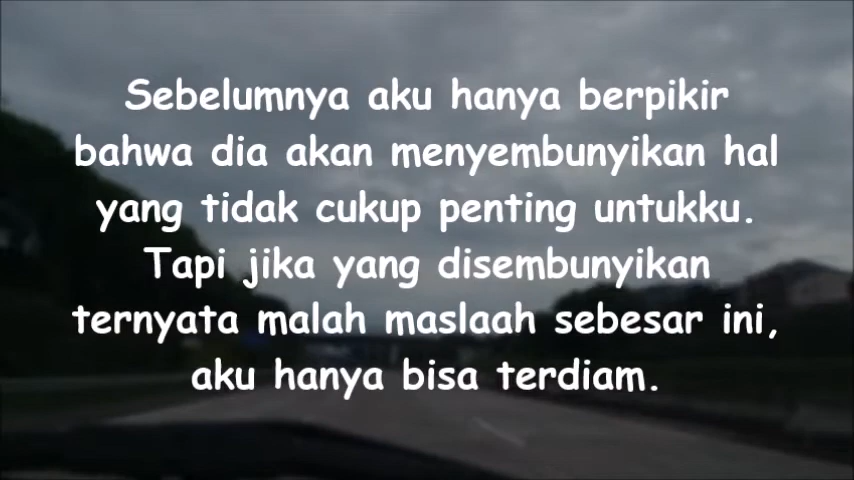 Sebelumnya aku hanya berpikir
bahwa dia akan menyembunyikan hal
yang tidak cukup penting untukku.
Tapi jika yang disembunyikan
ternyata malah maslaah sebesar ini,
aku hanya bisa terdiam.